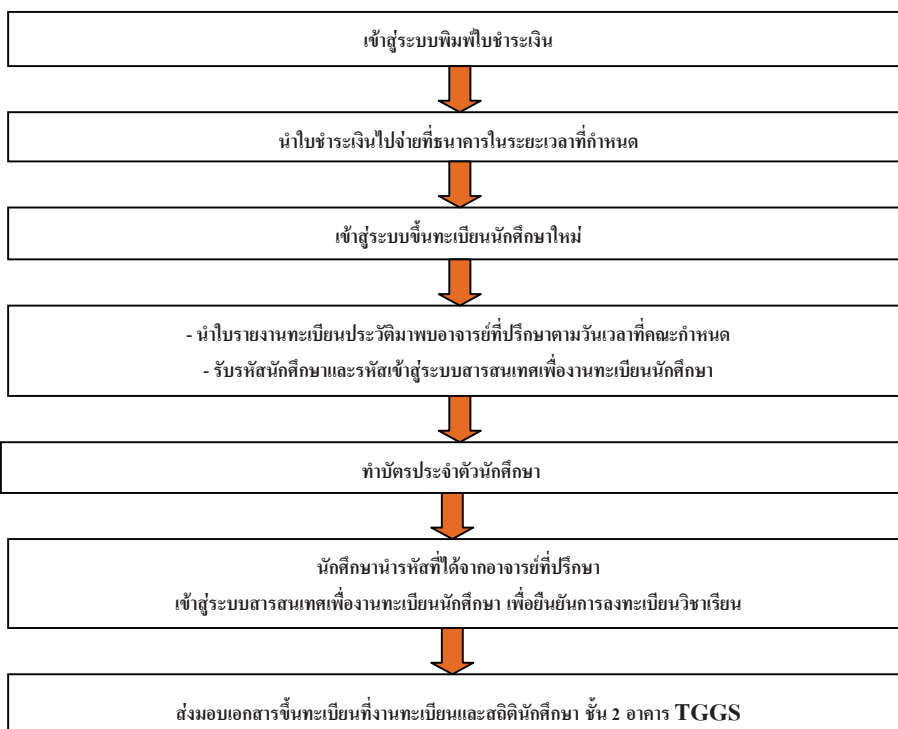 เข้าสู่ระบบพิมพ์ใบชำระเงิน
นำใบชำระเงินไปจ่ายที่ธนาคารในระยะเวลาที่กำหนด
เข้าสู่ระบบขึ้นทะเบียนนักศึกษาใหม่
- นำใบรายงานทะเบียนประวัติมาพบอาจารย์ที่ปรึกษาตามวันเวลาที่คณะกำหนด
- รับรหัสนักศึกษาและรหัสเข้าสู่ระบบสารสนเทศเพื่องานทะเบียนนักศึกษา
ทำบัตรประจำตัวนักศึกษา
นักศึกษานำรหัสที่ได้จากอาจารย์ที่ปรึกษา
เข้าสู่ระบบสารสนเทศเพื่องานทะเบียนนักศึกษา เพื่อยืนยันการลงทะเบียนวิชาเรียน
ส่งมอบเอกสารขึ้นทะเบียนที่งานทะเบียนและสถิตินักศึกษา ชั้น 2 อาคาร TGGS